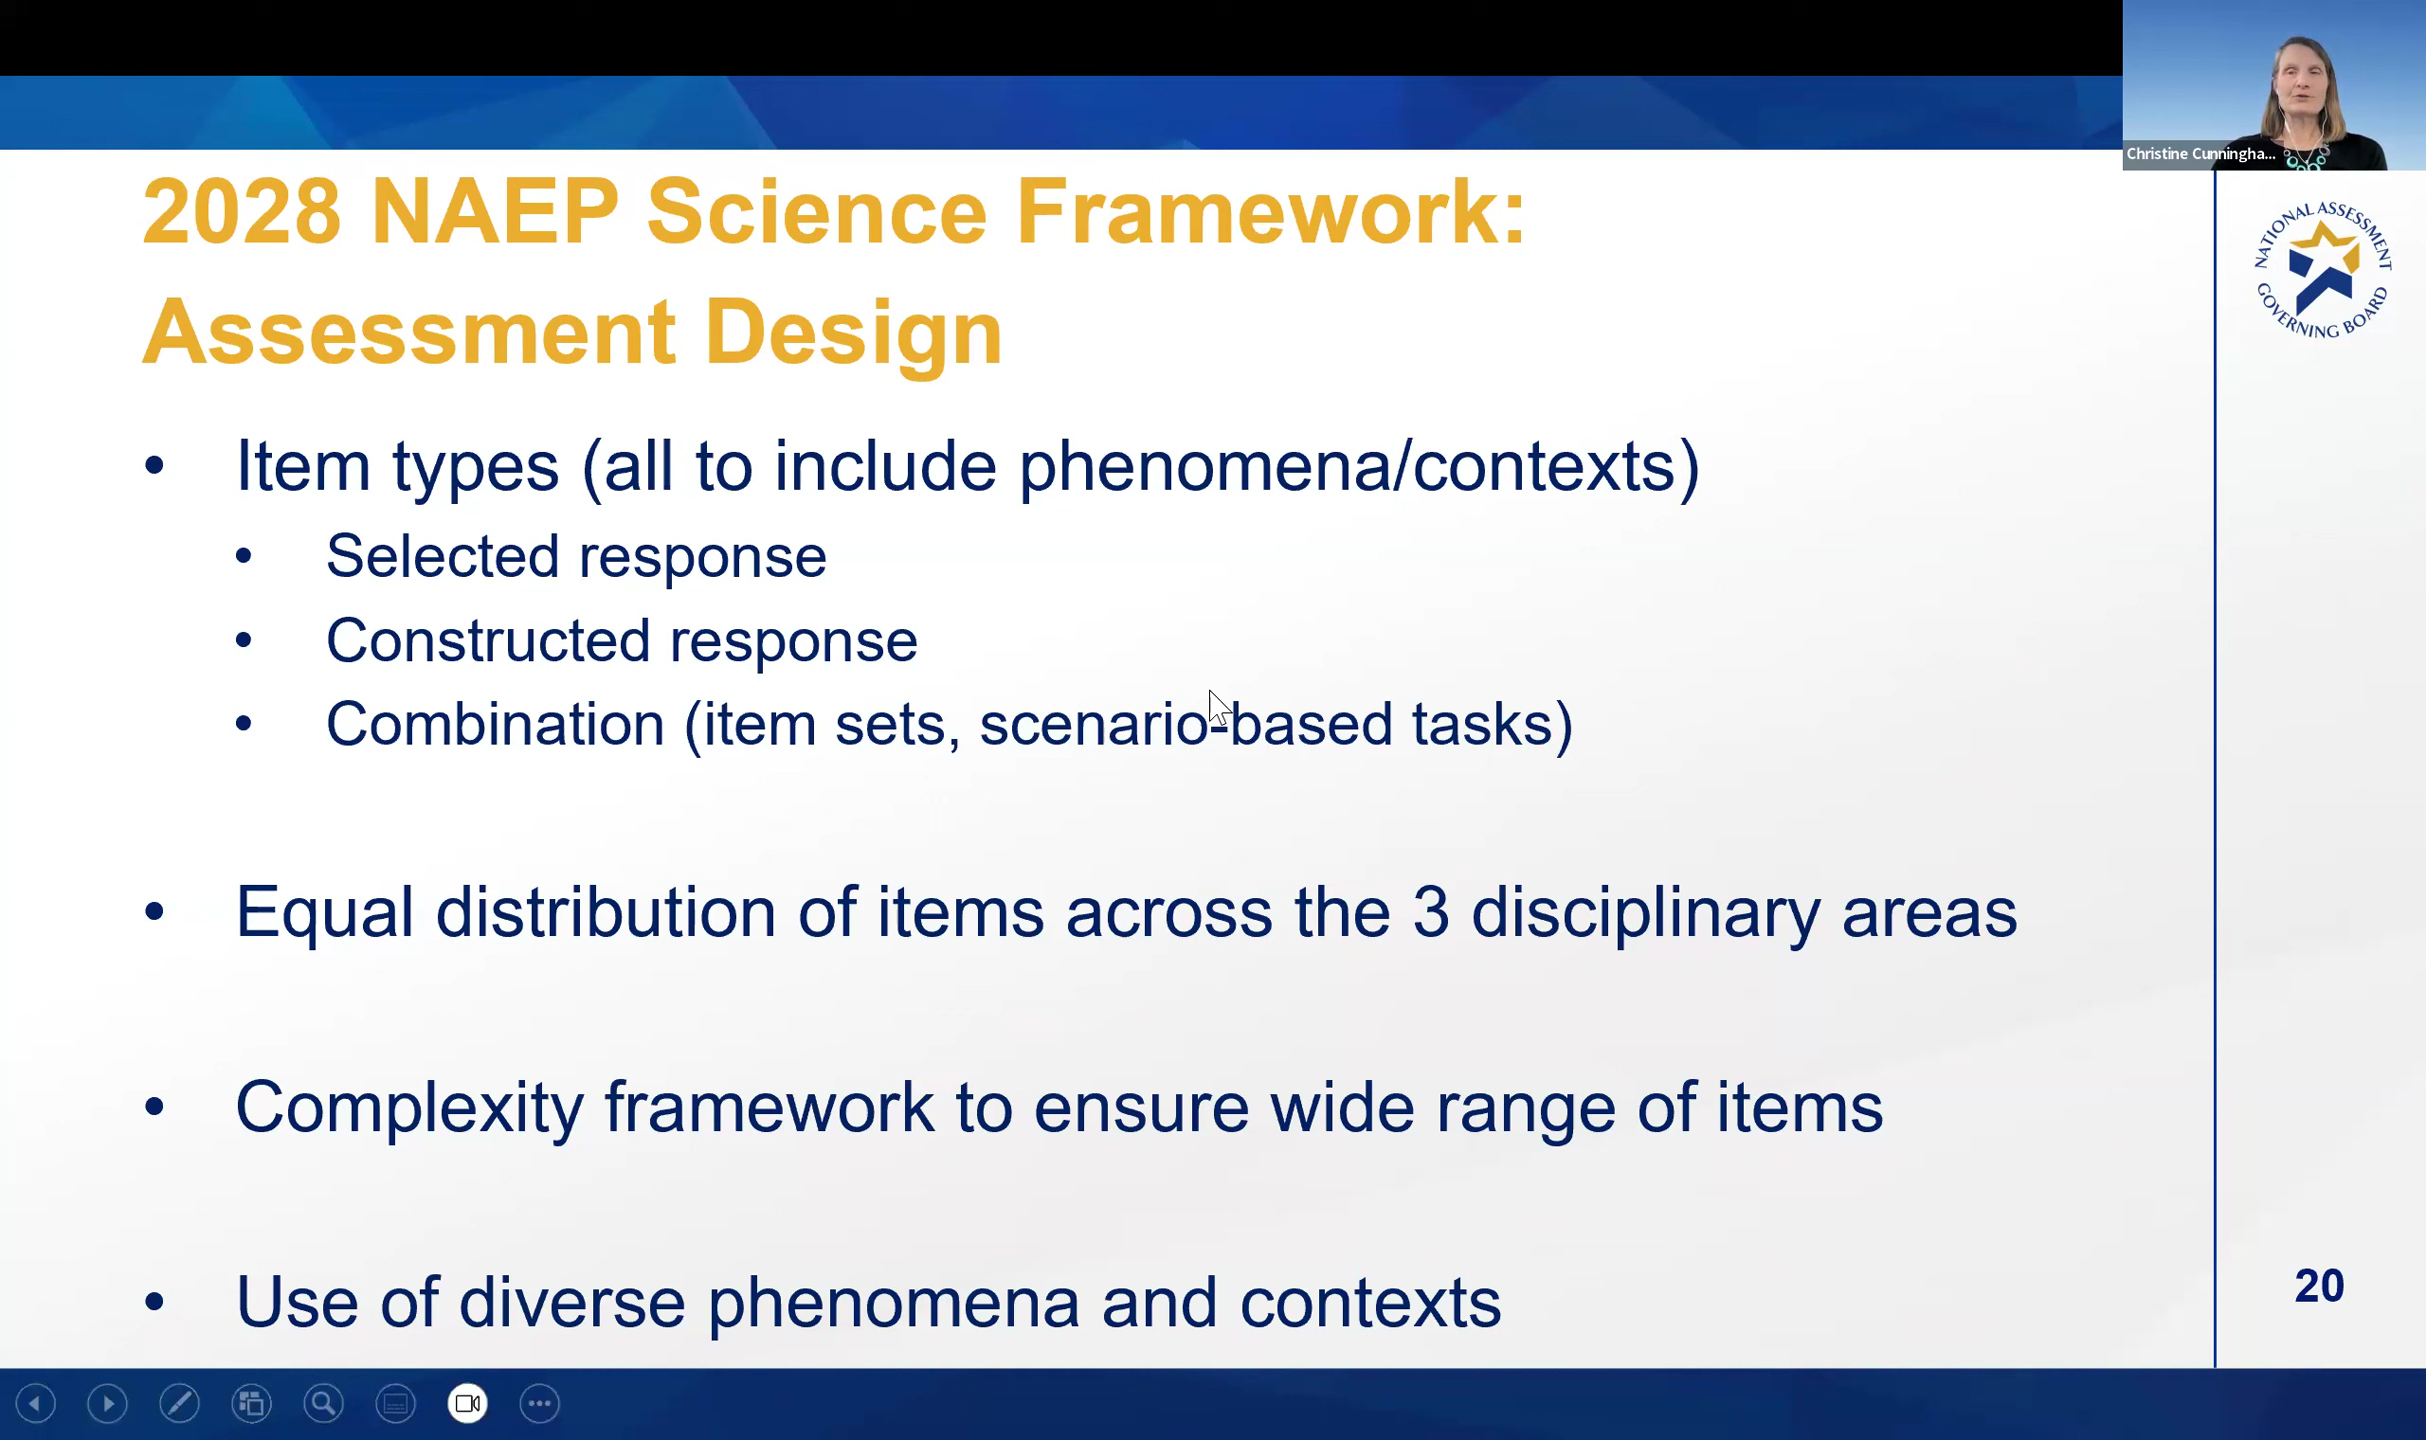 Christine Cunningha...
2028 NAEP Science Framework:
Assessment Design
NATIONAL ASSESSMENT
GOVERNING BOARD
• Item types (all to include phenomena/contexts)
• Selected response
• Constructed response
• Combination (item sets, scenario-based tasks)
• Equal distribution of items across the 3 disciplinary areas
• Complexity framework to ensure wide range of items
• Use of diverse phenomena and contexts
20